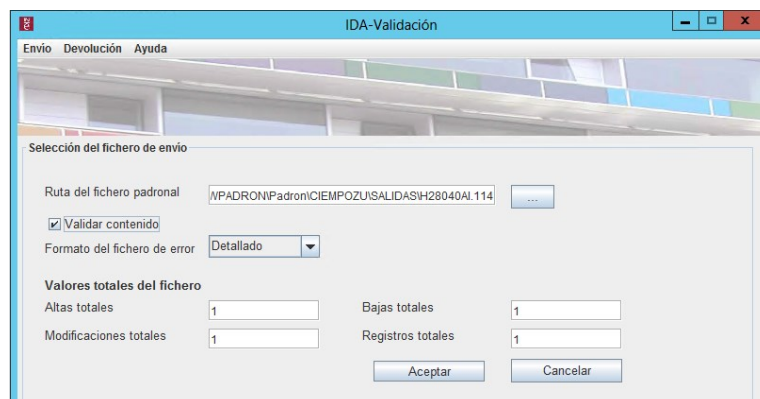 IDA-Validación
Envío Devolución Ayuda
Selección del fichero de envío
Ruta del fichero padronal
/PADRON\Padron\CIEMPOZU\SALIDAS\H28040AI.114
...
Validar contenido
Formato del fichero de error
Detallado
Valores totales del fichero
Altas totales 1 Bajas totales 1
Modificaciones totales 1 Registros totales 1
Aceptar Cancelar